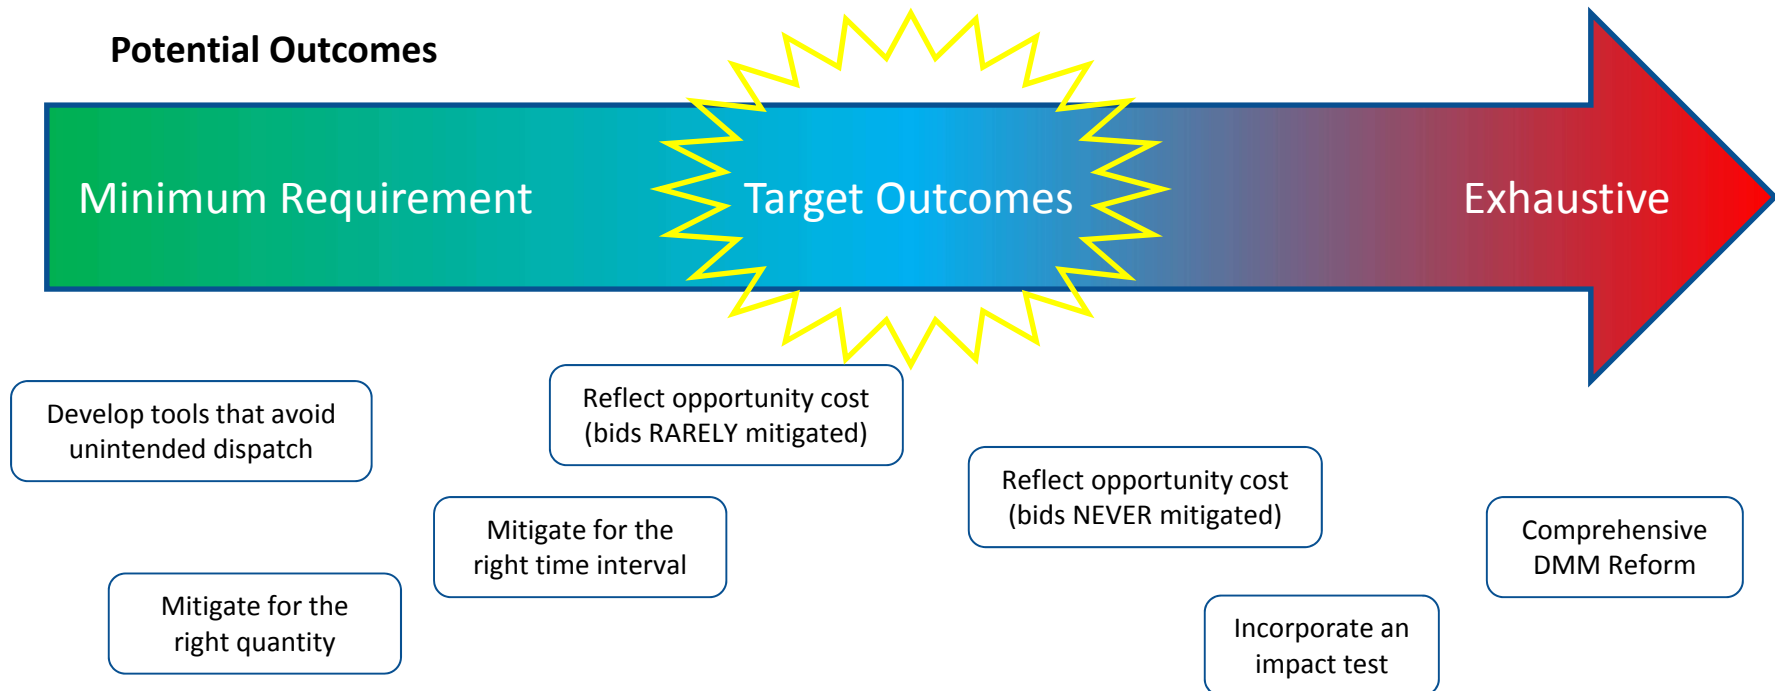 Potential Outcomes
Minimum Requirement
Target Outcomes
Exhaustive
Develop tools that avoid
unintended dispatch
Reflect opportunity cost
(bids RARELY mitigated)
Reflect opportunity cost
(bids NEVER mitigated)
Mitigate for the
right time interval
Comprehensive
DMM Reform
Mitigate for the
right quantity
Incorporate an
impact test